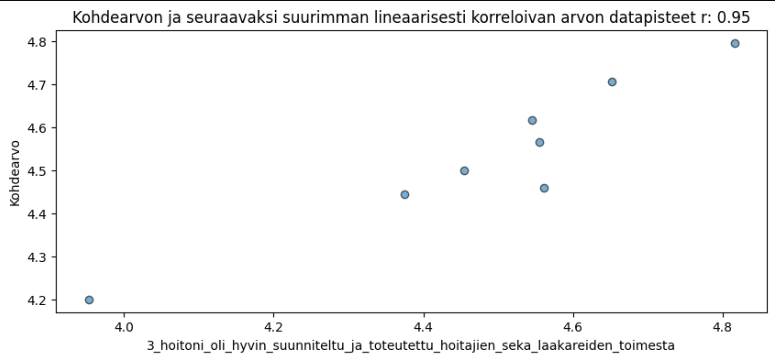 Kohdearvon ja seuraavaksi suurimman lineaarisesti korreloivan arvon datapisteet r: 0.95
4.8
4.7
4.6
4.5
4.4
4.3
4.2
Kohdearvo
4.0 4.2 4.4 4.6 4.8
3_hoitoni_oli_hyvin_suunniteltu_ja_toteutettu_hoitajien_seka_laakareiden_toimesta